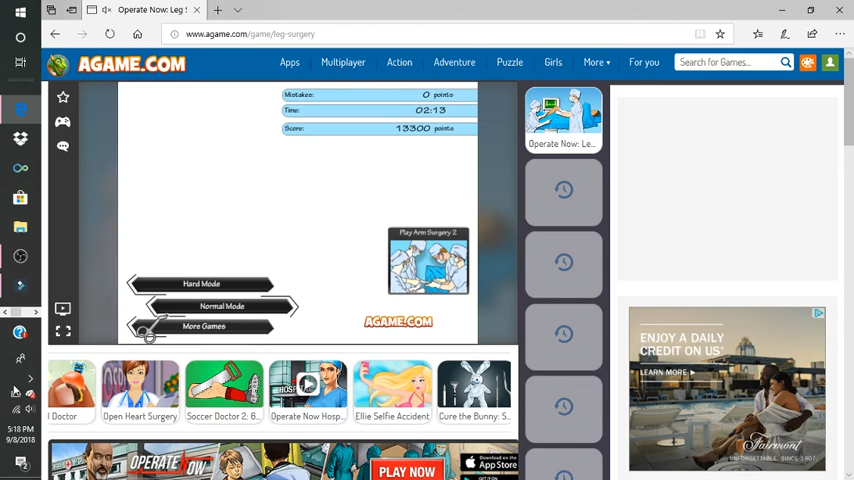 Operate Now: Leg S
www.agame.com/game/leg-surgery
AGAME.COM
Apps
Multiplayer
Action
Adventure
Puzzle
Girls
More
For you
Search for Games...
Mistakes: 0 points
Time: 02:13
Score: 13300 points
Play Arm Surgery 2
Hard Mode
Normal Mode
More Games
AGAME.COM
Operate Now: Le...
l Doctor
Open Heart Surgery
Soccer Doctor 2: 6...
HOSPITAL
Operate Now Hosp...
Ellie Selfie Accident
Cure the Bunny: S...
OPERATE NOW
PLAY NOW
App Store
ENJOY A DAILY
CREDIT ON US*
LEARN MORE ▸
Fairmont
UNFORGETTABLE. SINCE 1907.
5:18 PM
9/8/2018